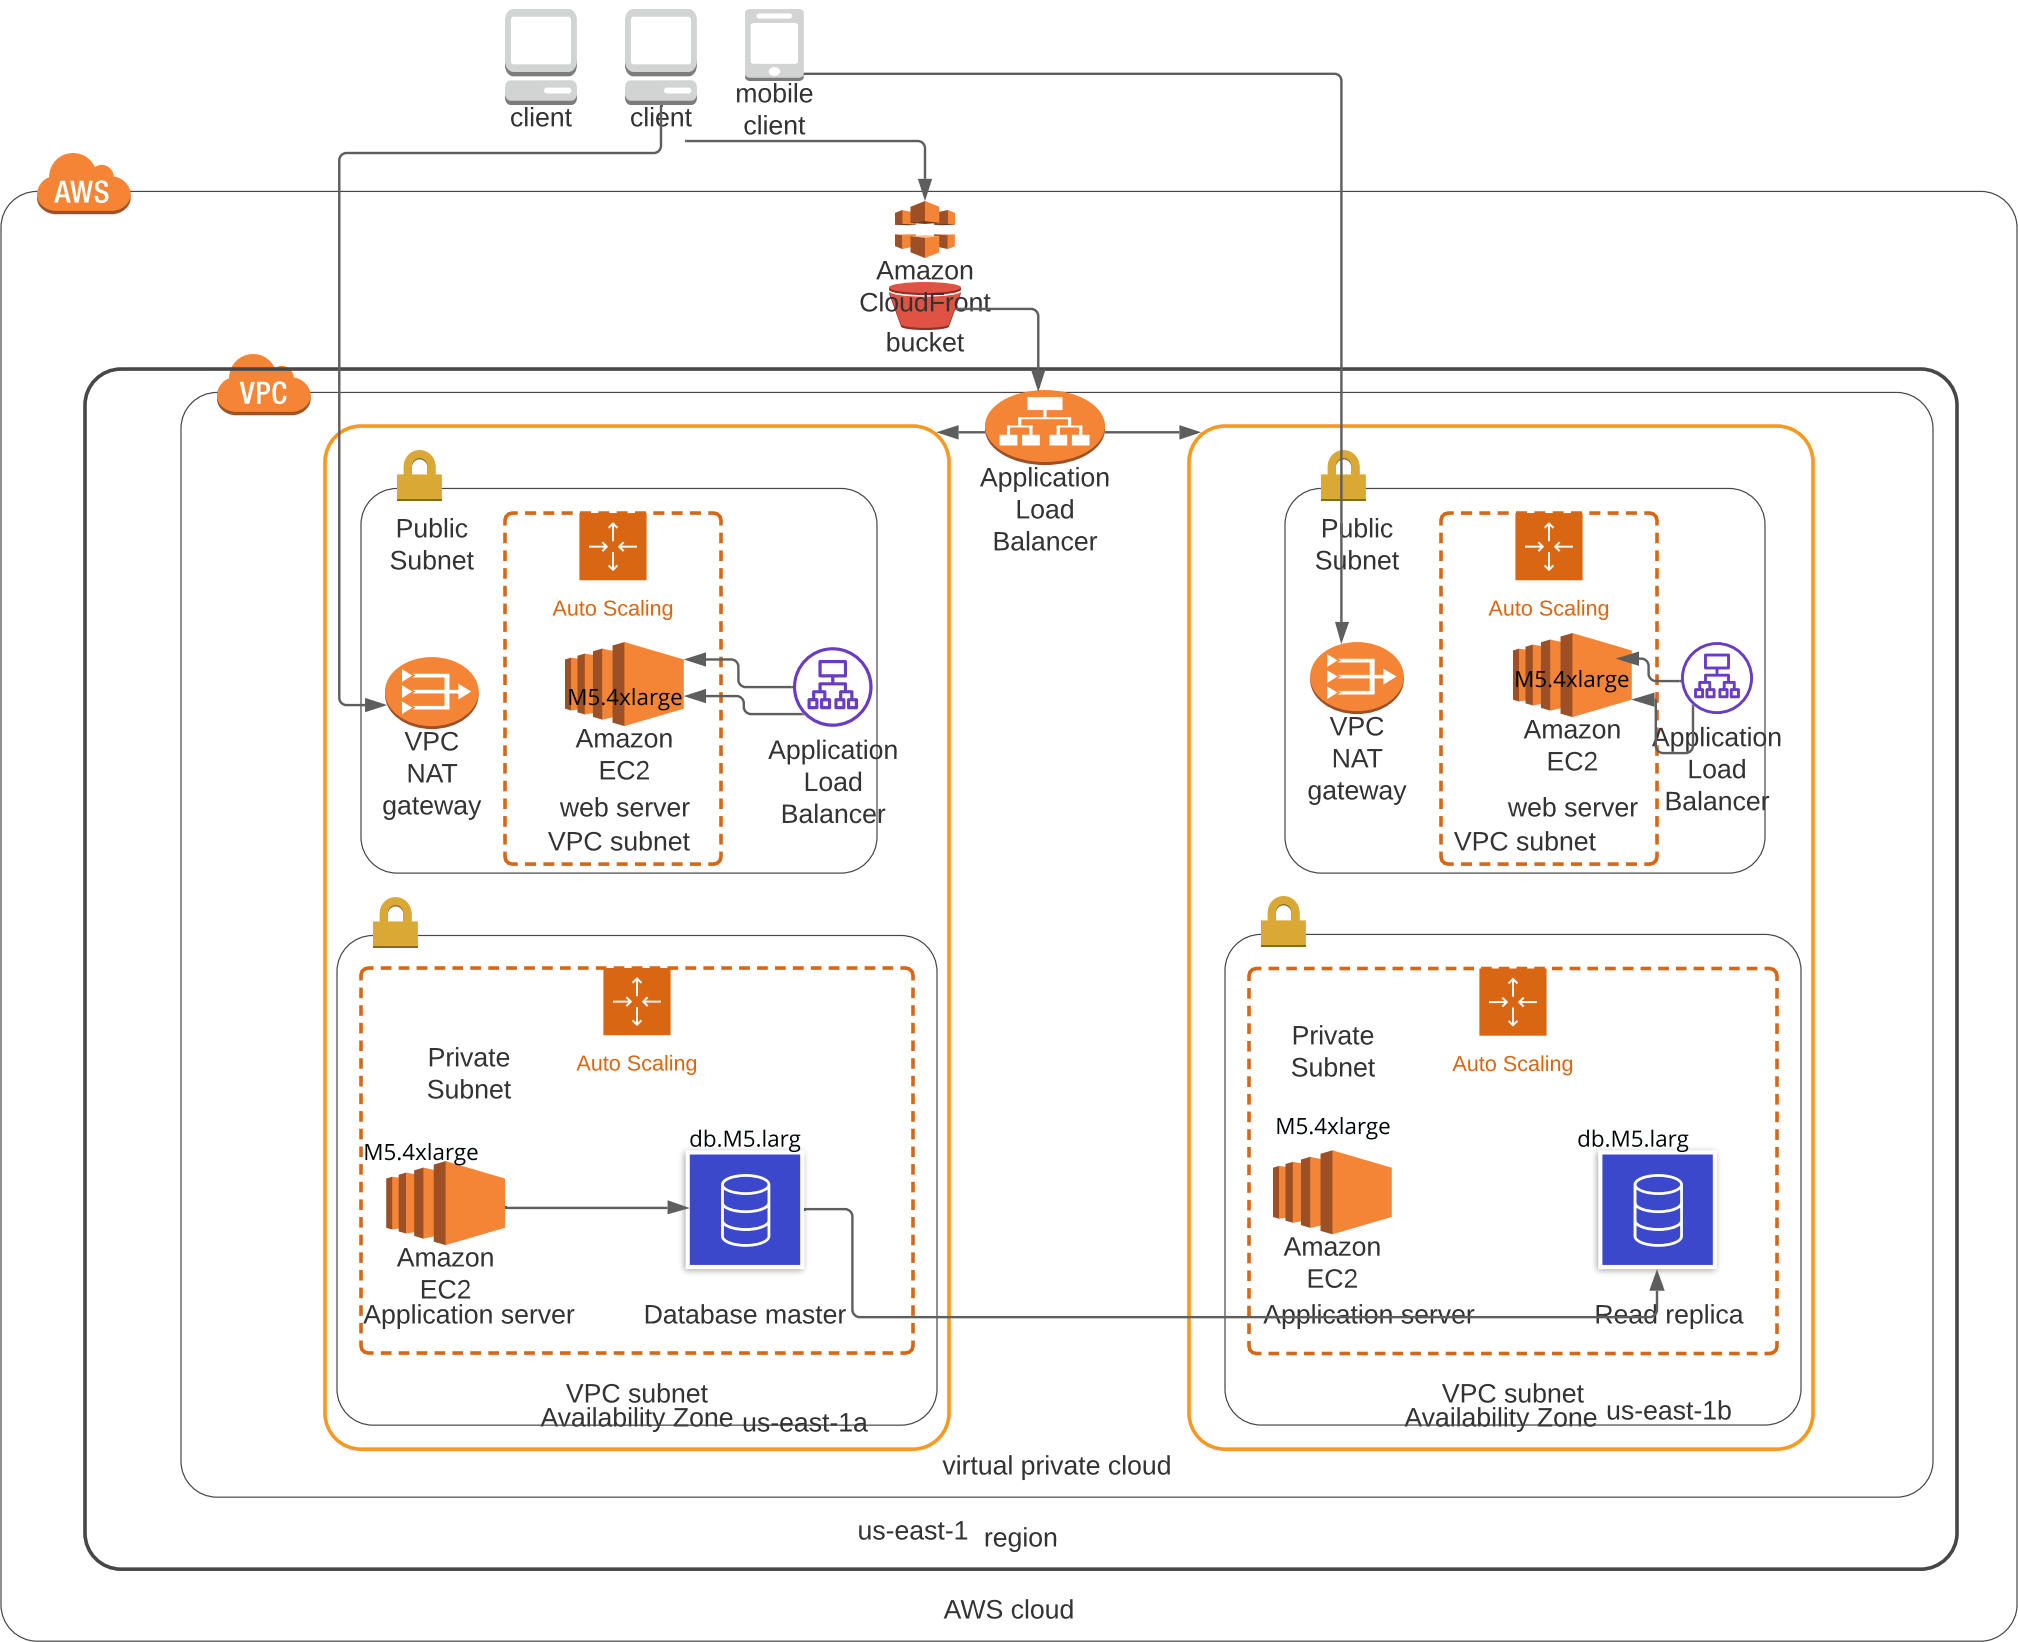 client
client
mobile
client
AWS
Amazon
CloudFront
bucket
VPC
Application
Load
Balancer
Public
Subnet
Auto Scaling
M5.4xlarge
Amazon
EC2
web server
VPC subnet
VPC
NAT
gateway
Application
Load
Balancer
Public
Subnet
Auto Scaling
M5.4xlarge
Amazon
EC2
web server
VPC subnet
VPC
NAT
gateway
Application
Load
Balancer
Private
Subnet
Auto Scaling
M5.4xlarge
Amazon
EC2
Application server
db.M5.larg
Database master
VPC subnet
Availability Zone
us-east-1a
Private
Subnet
Auto Scaling
M5.4xlarge
Amazon
EC2
Application server
db.M5.larg
Read replica
VPC subnet
Availability Zone
us-east-1b
virtual private cloud
us-east-1
region
AWS cloud